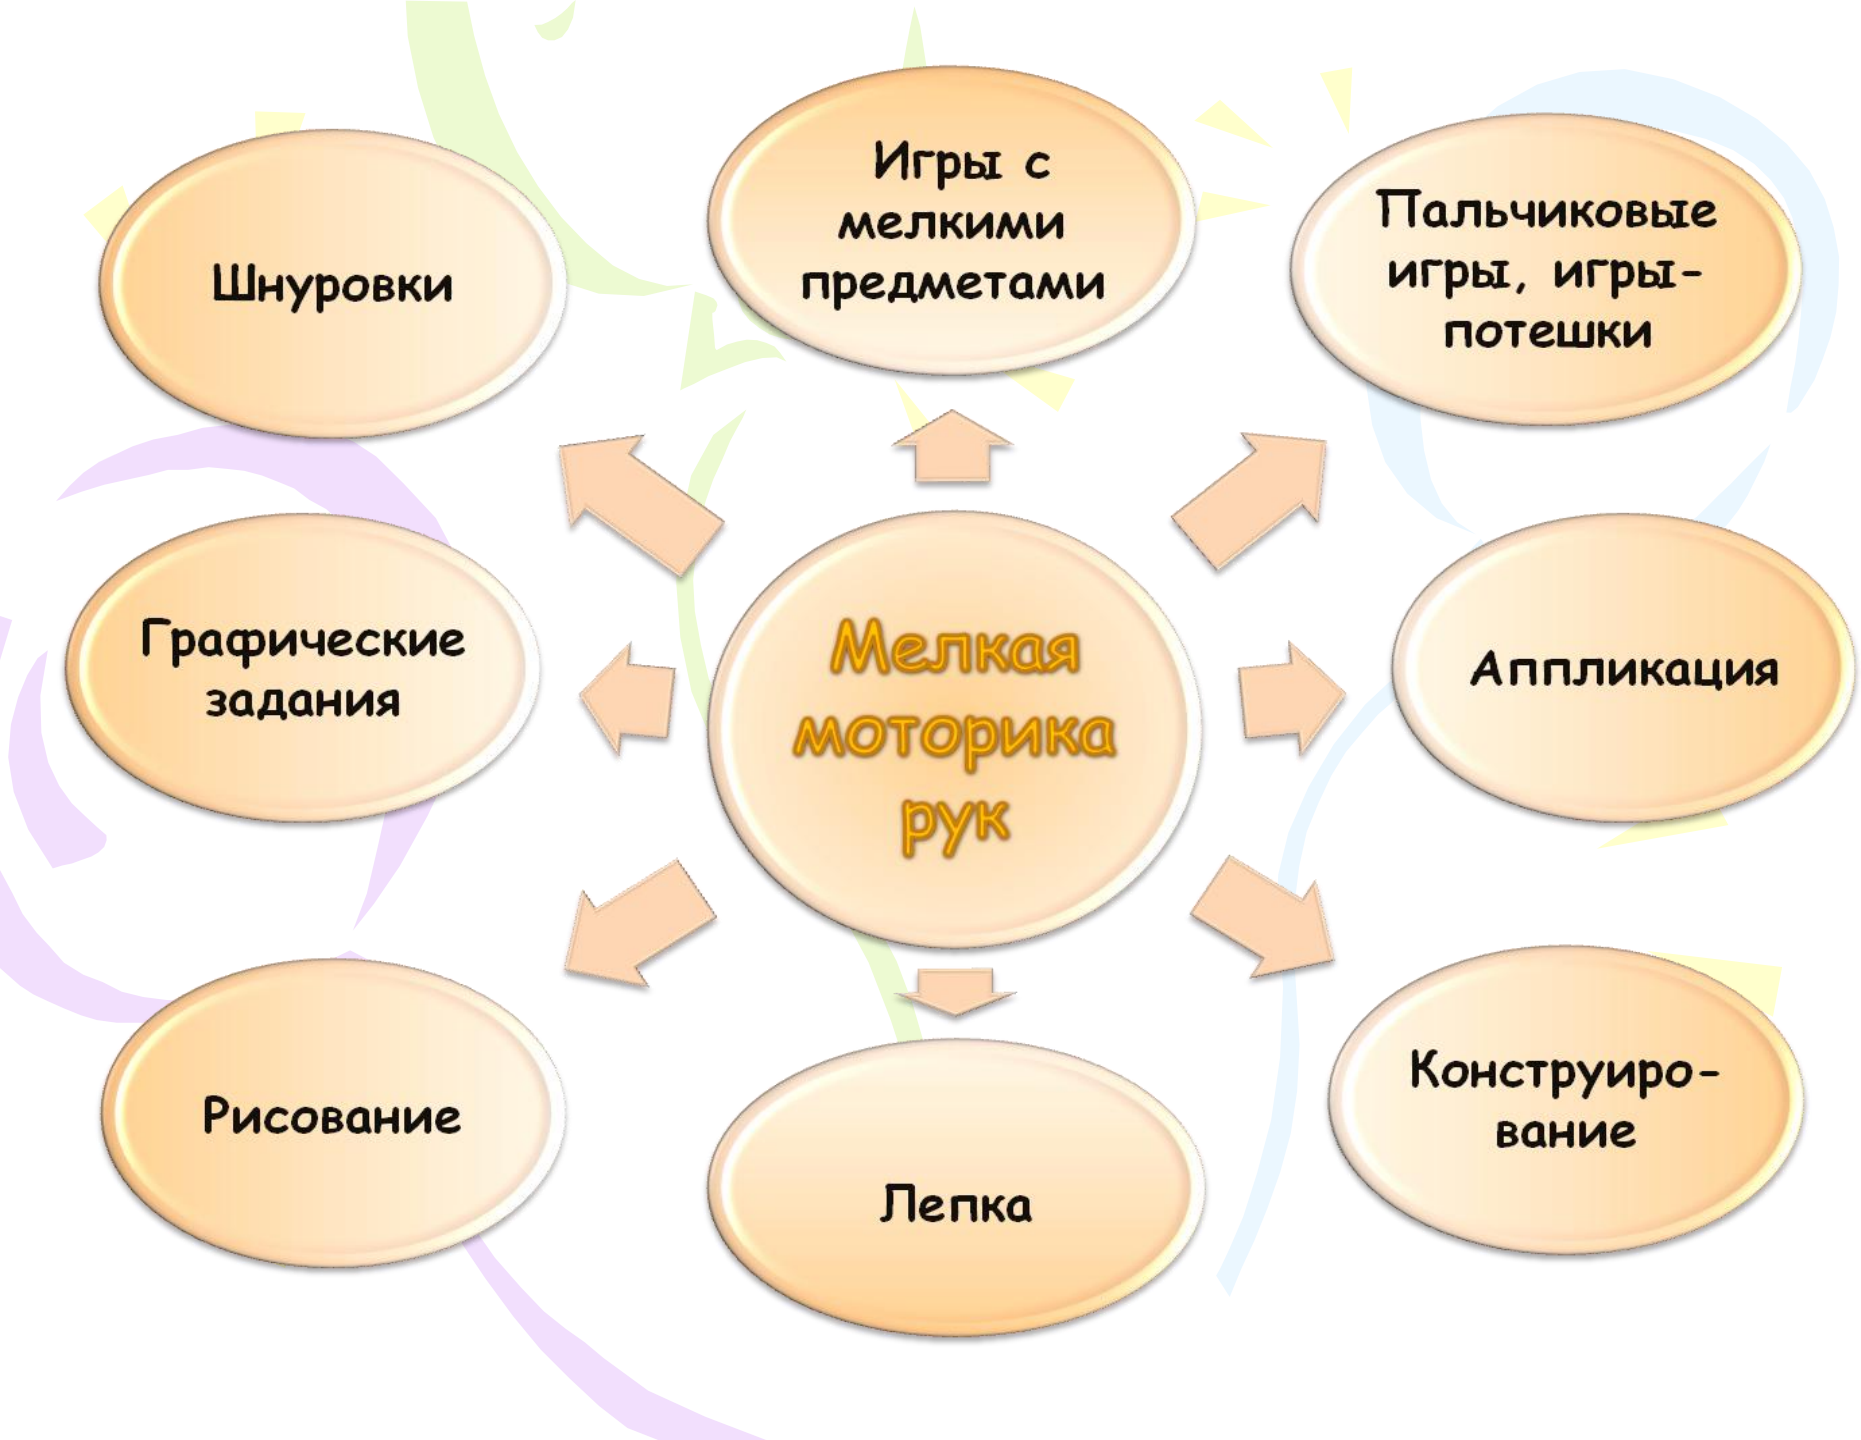 Игры с
мелкими
предметами
Пальчиковые
игры, игры-
потешки
Шнуровки
Графические
задания
Мелкая
моторика
рук
Аппликация
Рисование
Лепка
Конструиро-
вание